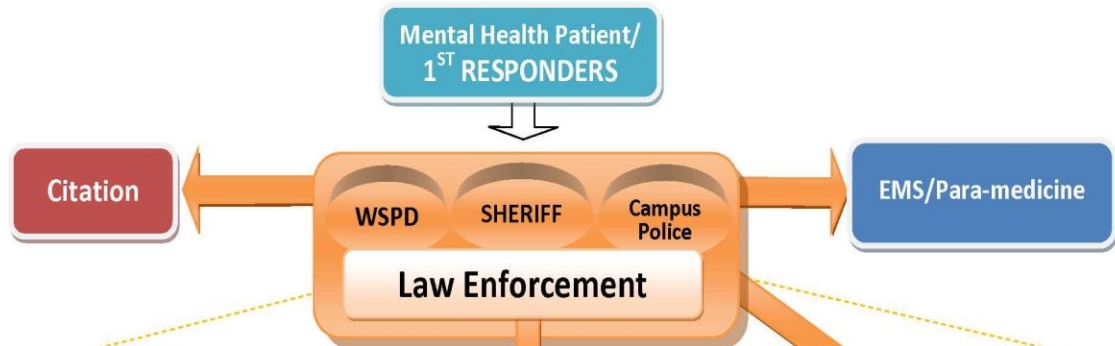 Mental Health Patient/
1ST RESPONDERS
Citation
WSPD
SHERIFF
Campus
Police
EMS/Para-medicine
Law Enforcement